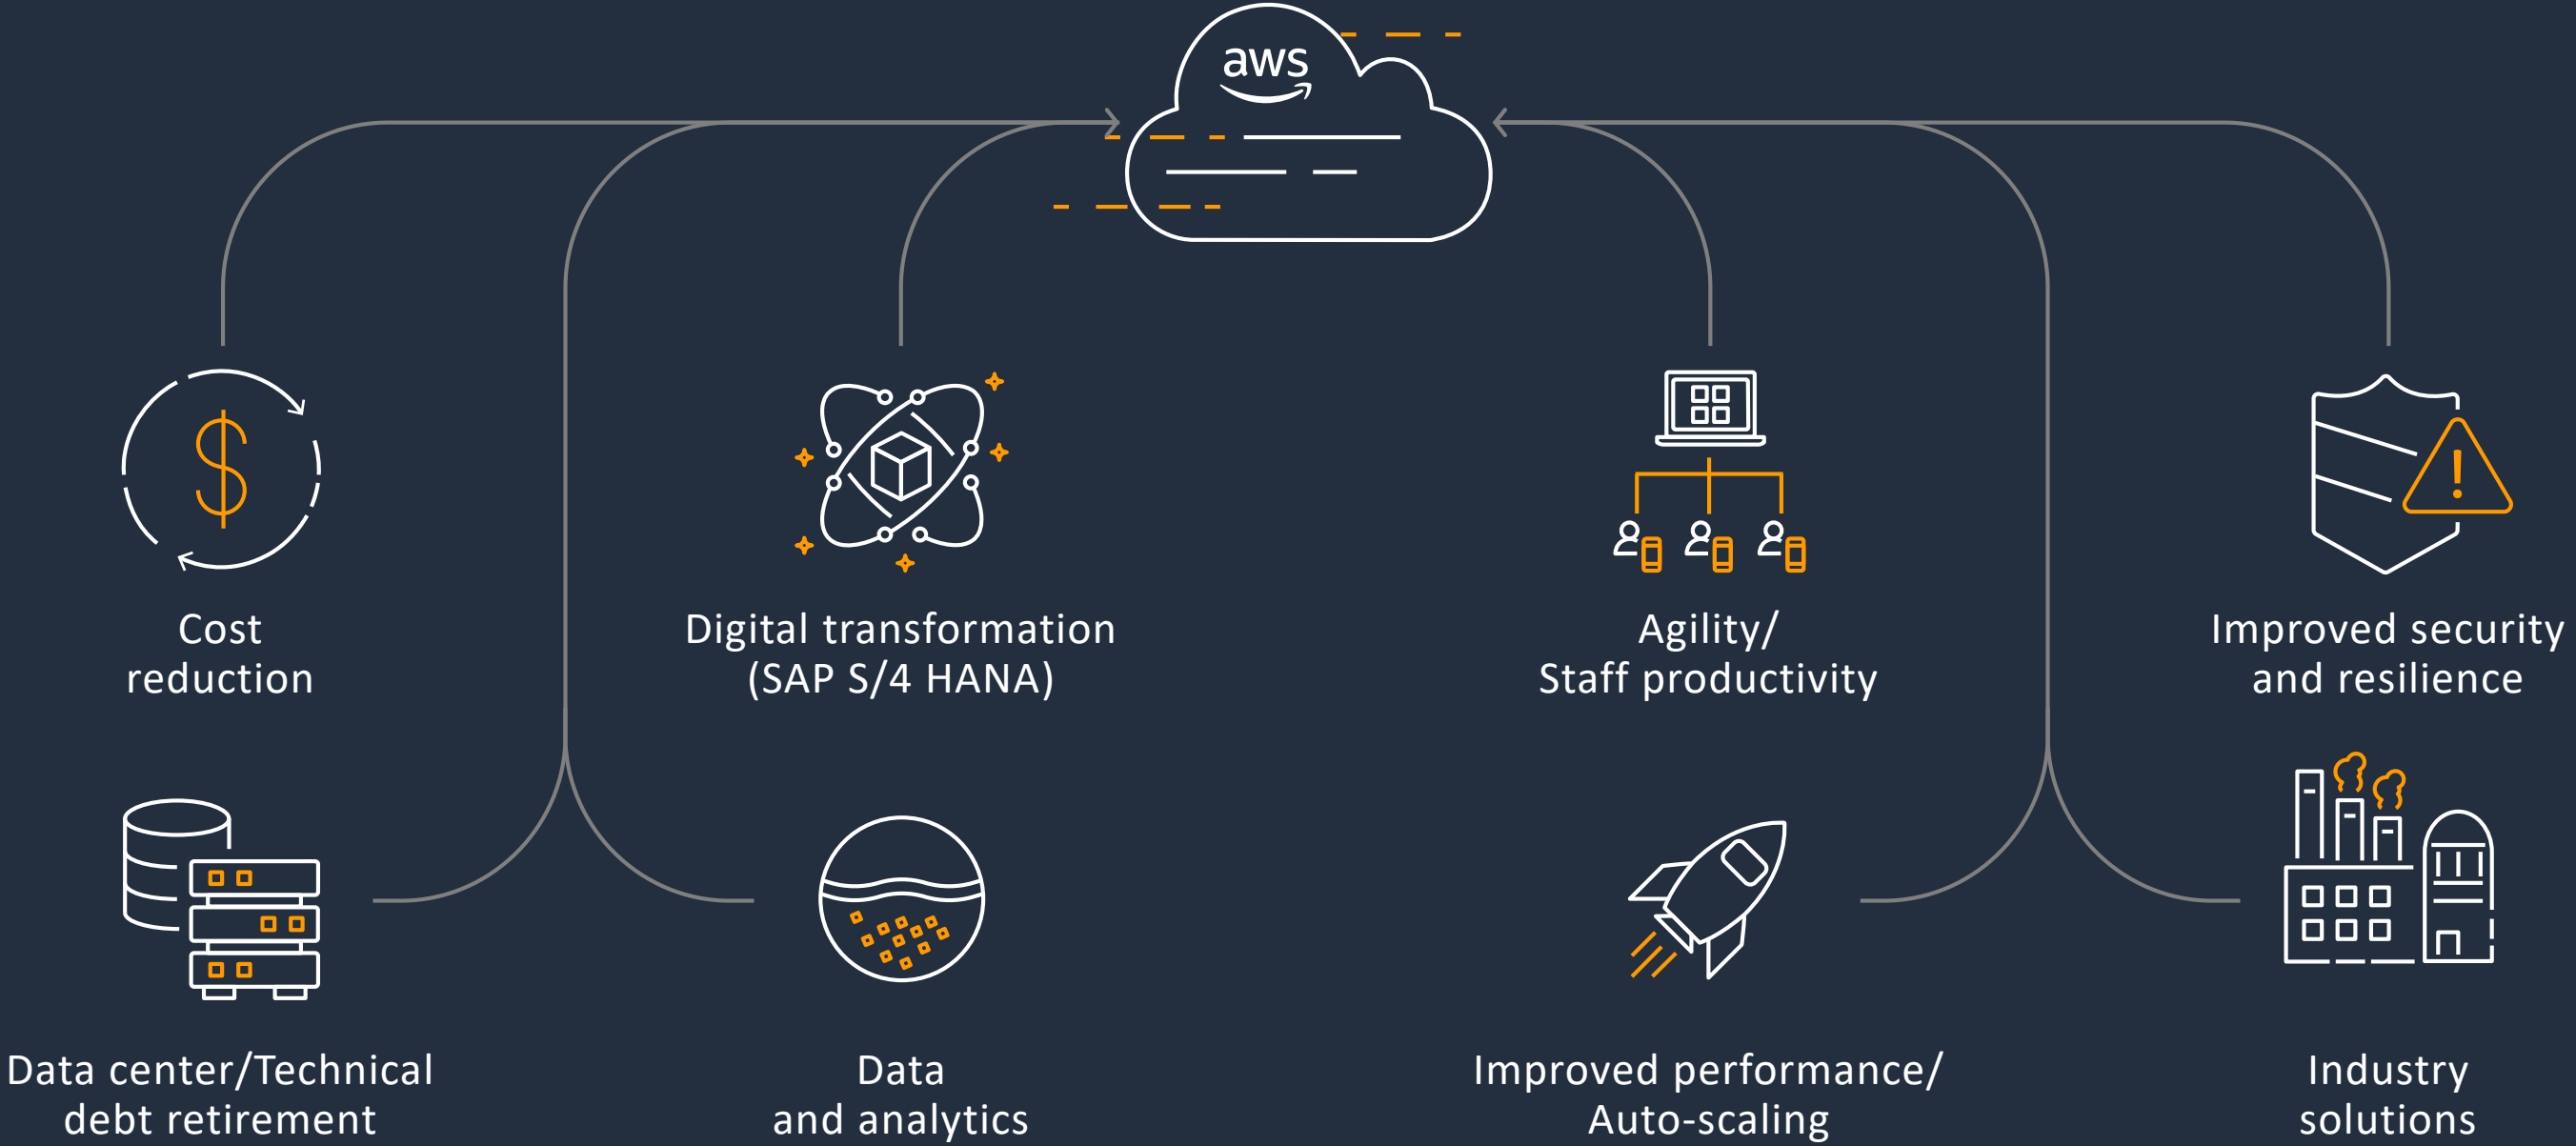 aws
Cost
reduction
Digital transformation
(SAP S/4 HANA)
Agility/
Staff productivity
Improved security
and resilience
Data center/Technical
debt retirement
Data
and analytics
Improved performance/
Auto-scaling
Industry
solutions